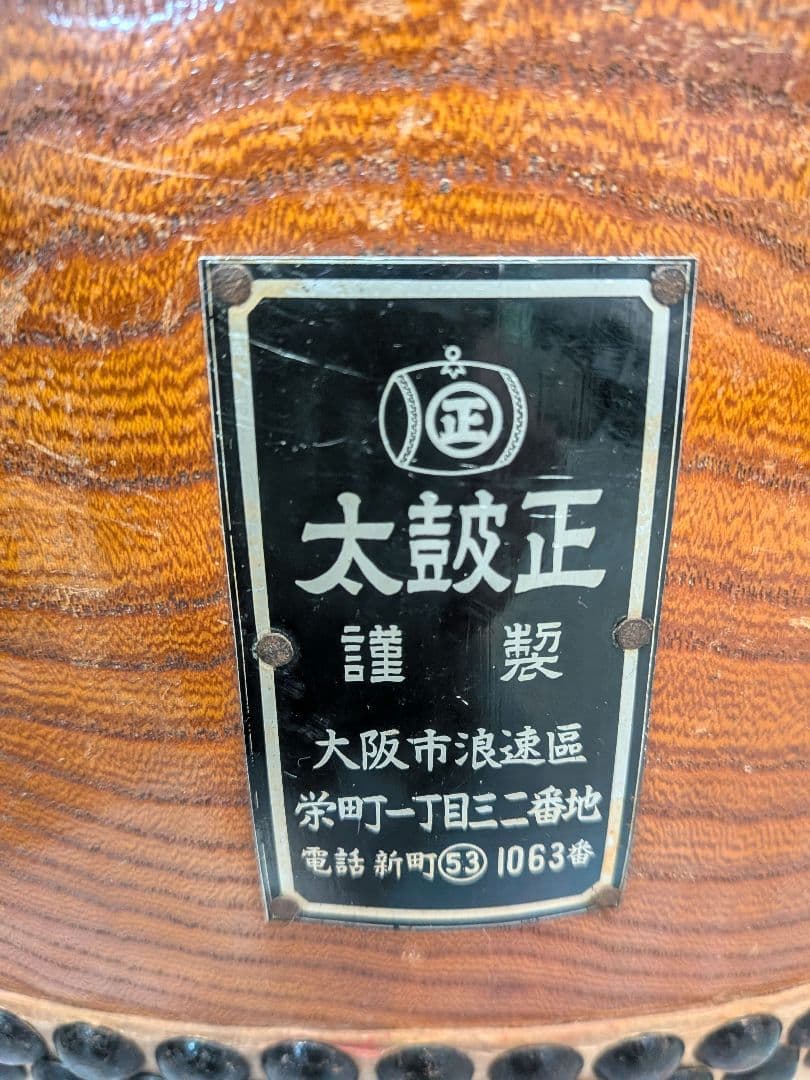 正
太皷正
謹製
大阪市浪速區
栄町一丁目三二番地
電話 新町53 1063番